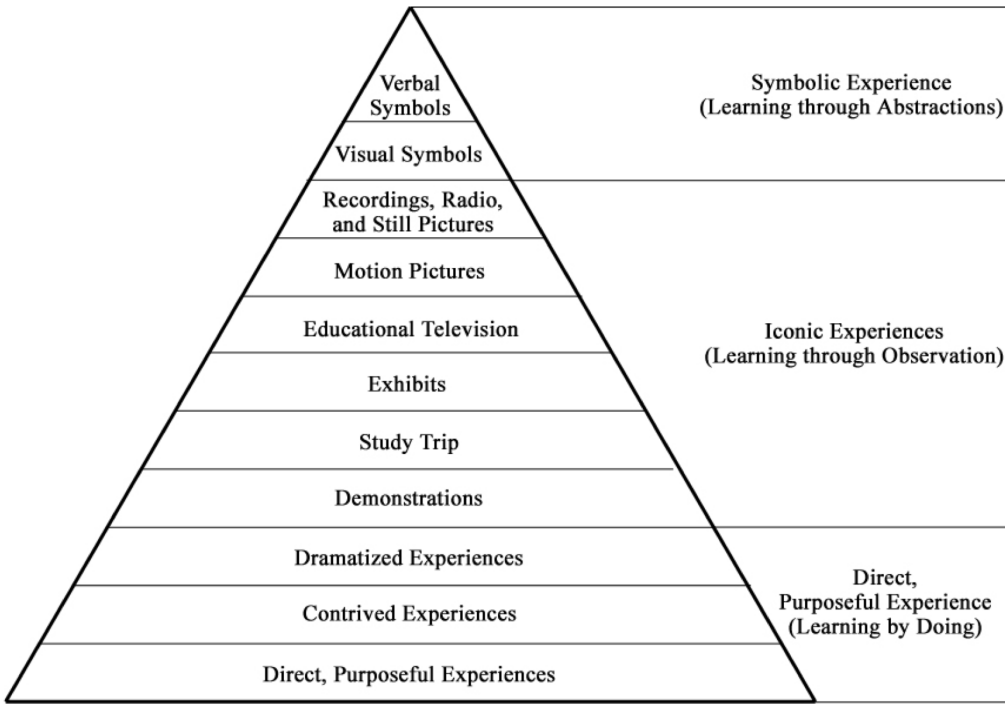 Verbal
Symbols
Visual Symbols
Recordings, Radio,
and Still Pictures
Motion Pictures
Educational Television
Exhibits
Study Trip
Demonstrations
Dramatized Experiences
Contrived Experiences
Direct, Purposeful Experiences
Symbolic Experience
(Learning through Abstractions)
Iconic Experiences
(Learning through Observation)
Direct,
Purposeful Experience
(Learning by Doing)